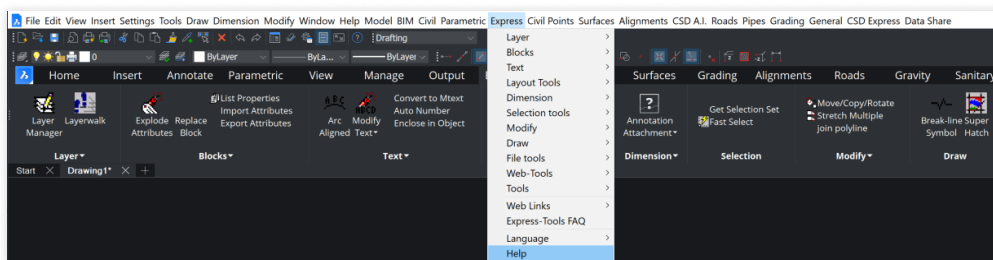 File Edit View Insert Settings Tools Draw Dimension Modify Window Help Model BIM Civil Parametric Express Civil Points Surfaces Alignments CSD A.I. Roads Pipes Grading General CSD Express Data Share
Drafting
0 ByLayer ByLa... ByLayer
Home Insert Annotate Parametric View Manage Output Surfaces Grading Alignments Roads Gravity Sanitary
Layer Manager
Layerwalk
Explode Attributes
Replace Block
List Properties
Import Attributes
Export Attributes
Arc Aligned
Modify Text
Convert to Mtext
Auto Number
Enclose in Object
Annotation Attachment
Get Selection Set
Fast Select
Move/Copy/Rotate
Stretch Multiple
join polyline
Break-line Symbol
Super Hatch
Layer Blocks Text Dimension Selection Modify Draw
Start Drawing1*
Layer
Blocks
Text
Layout Tools
Dimension
Selection tools
Modify
Draw
File tools
Web-Tools
Tools
Web Links
Express-Tools FAQ
Language
Help